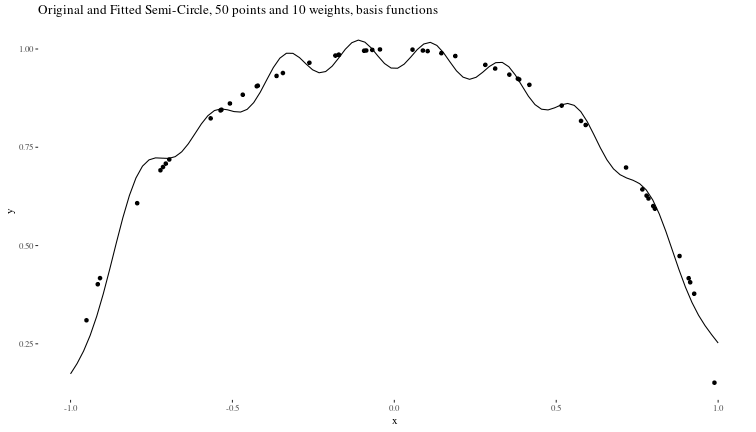 Original and Fitted Semi-Circle, 50 points and 10 weights, basis functions
1.00
0.75
y
0.50
0.25
-1.0 -0.5 0.0 0.5 1.0
x